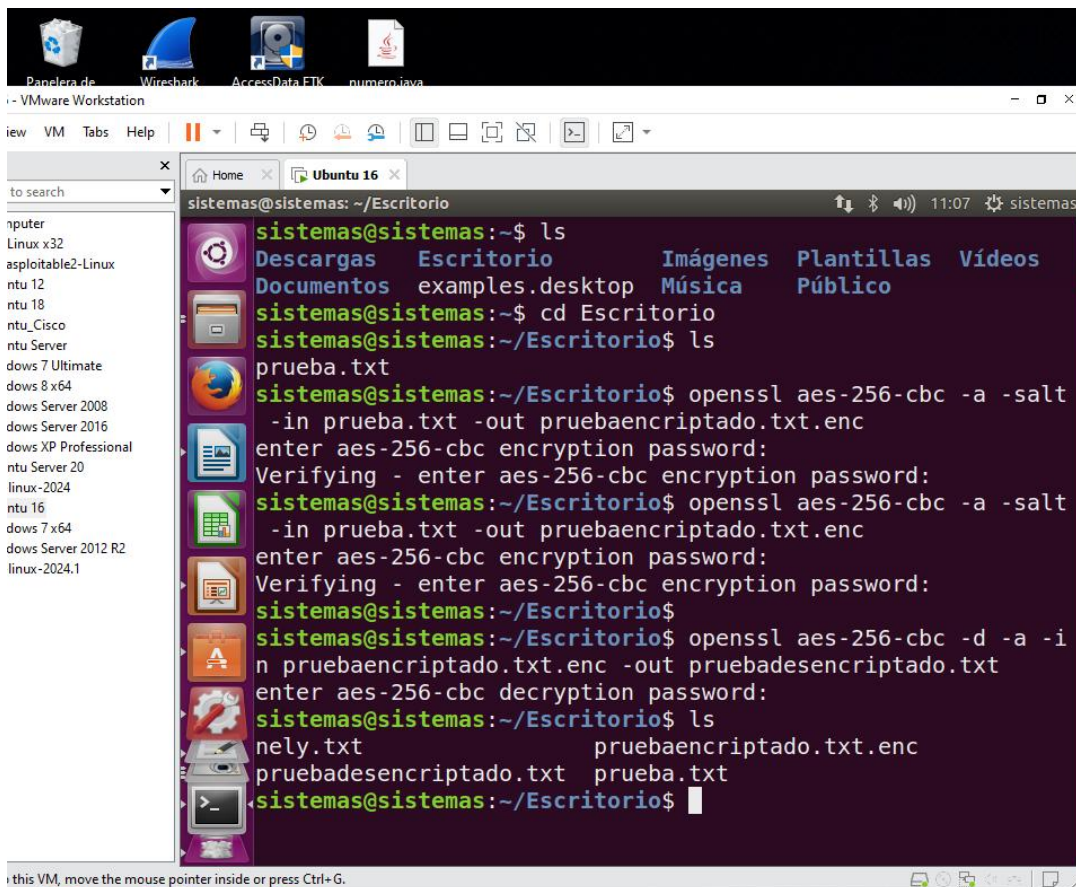 Papelera de
Wireshark
AccessData FTK
numero.java
- VMware Workstation
iew VM Tabs Help
to search
Home
Ubuntu 16
sistemas@sistemas: ~/Escritorio
11:07 sistemas
nputer
Linux x32
asploitable2-Linux
ntu 12
ntu 18
ntu_Cisco
ntu Server
dows 7 Ultimate
dows 8 x64
dows Server 2008
dows Server 2016
dows XP Professional
ntu Server 20
linux-2024
ntu 16
dows 7 x64
dows Server 2012 R2
linux-2024.1
sistemas@sistemas:~$ ls
Descargas Escritorio Imágenes Plantillas Vídeos
Documentos examples.desktop Música Público
sistemas@sistemas:~$ cd Escritorio
sistemas@sistemas:~/Escritorio$ ls
prueba.txt
sistemas@sistemas:~/Escritorio$ openssl aes-256-cbc -a -salt
-in prueba.txt -out pruebaencriptado.txt.enc
enter aes-256-cbc encryption password:
Verifying - enter aes-256-cbc encryption password:
sistemas@sistemas:~/Escritorio$ openssl aes-256-cbc -a -salt
-in prueba.txt -out pruebaencriptado.txt.enc
enter aes-256-cbc encryption password:
Verifying - enter aes-256-cbc encryption password:
sistemas@sistemas:~/Escritorio$
sistemas@sistemas:~/Escritorio$ openssl aes-256-cbc -d -a -i
n pruebaencriptado.txt.enc -out pruebadesencriptado.txt
enter aes-256-cbc decryption password:
sistemas@sistemas:~/Escritorio$ ls
nely.txt pruebaencriptado.txt.enc
pruebadesencriptado.txt prueba.txt
sistemas@sistemas:~/Escritorio$
this VM, move the mouse pointer inside or press Ctrl+G.